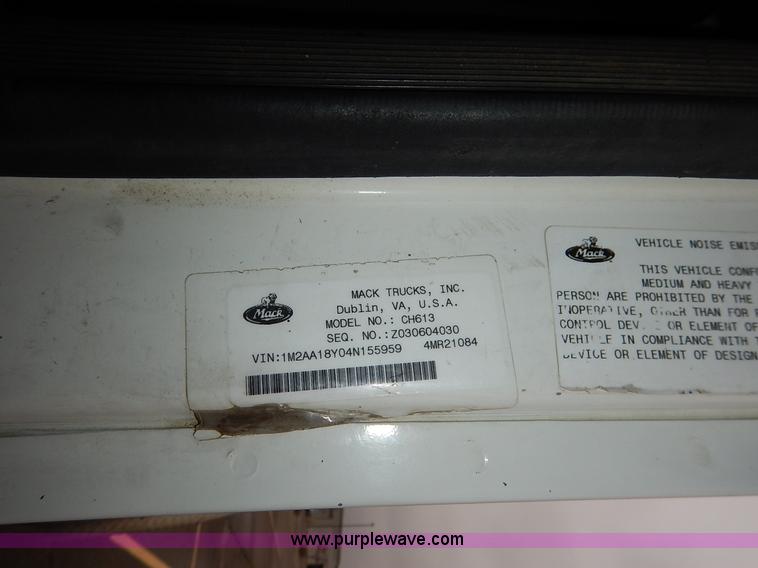 Mack
MACK TRUCKS, INC.
Dublin, VA, U.S.A.
MODEL NO.: CH613
SEQ. NO.:Z030604030
VIN:1M2AA18Y04N155959 4MR21084
Mack
VEHICLE NOISE EMIS
THIS VEHICLE CONF
MEDIUM AND HEAVY
PERSON ARE PROHIBITED BY THE
INOPERATIVE, OTHER THAN FOR
CONTROL DEV OR ELEMENT OF
VEHICLE IN COMPLIANCE WITH T
DEVICE OR ELEMENT OF DESIGN
www.purplewave.com